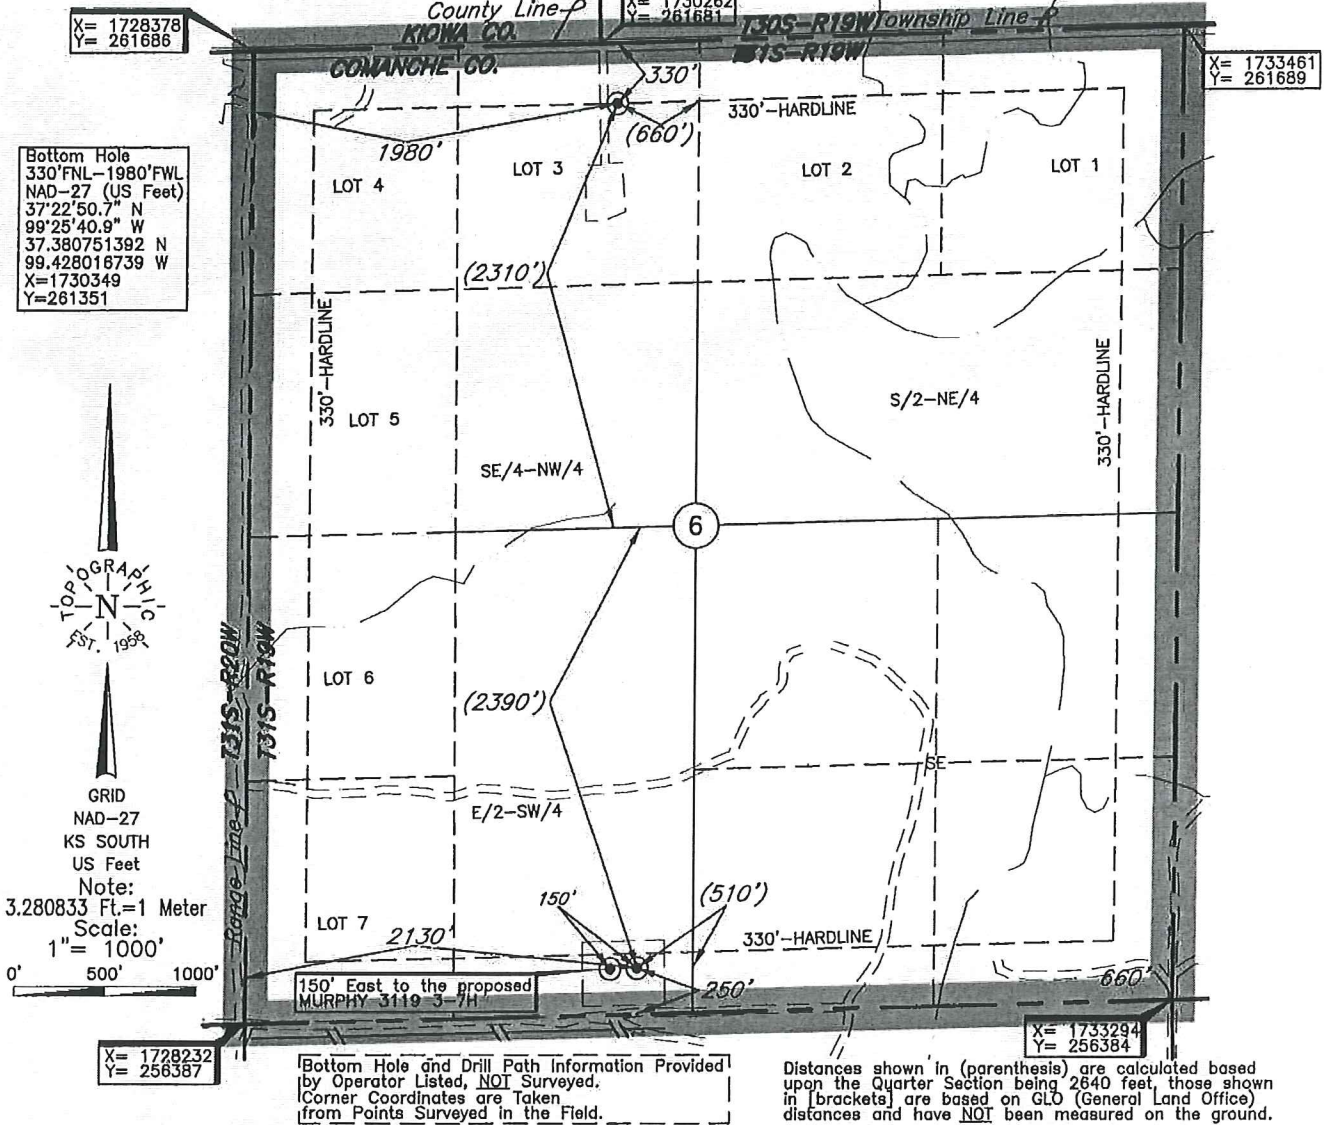 X= 1728378
Y= 261686
County Line
X= 1730262
Y= 261681
KIOWA CO.
COMANCHE CO.
T30S-R19W
Township Line
T31S-R19W
X= 1733461
Y= 261689
330'
(660')
330'-HARDLINE
1980'
LOT 4
LOT 3
LOT 2
LOT 1
Bottom Hole
330'FNL-1980'FWL
NAD-27 (US Feet)
37°22'50.7" N
99°25'40.9" W
37.380751392 N
99.428016739 W
X=1730349
Y=261351
(2310')
330'-HARDLINE
330'-HARDLINE
LOT 5
S/2-NE/4
SE/4-NW/4
6
TOPOGRAPHIC
N
EST. 1958
T31S-R20W
T31S-R19W
LOT 6
(2390')
SE
E/2-SW/4
GRID
NAD-27
KS SOUTH
US Feet
Note:
3.280833 Ft.=1 Meter
Scale:
1"= 1000'
0' 500' 1000'
Range Line
LOT 7
2130'
150'
(510')
330'-HARDLINE
250'
660'
150' East to the proposed
MURPHY 3119 3-7H
X= 1728232
Y= 256387
X= 1733294
Y= 256384
Bottom Hole and Drill Path Information Provided
by Operator Listed, NOT Surveyed.
Corner Coordinates are Taken
from Points Surveyed in the Field.
Distances shown in (parenthesis) are calculated based
upon the Quarter Section being 2640 feet, those shown
in [brackets] are based on GLO (General Land Office)
distances and have NOT been measured on the ground.